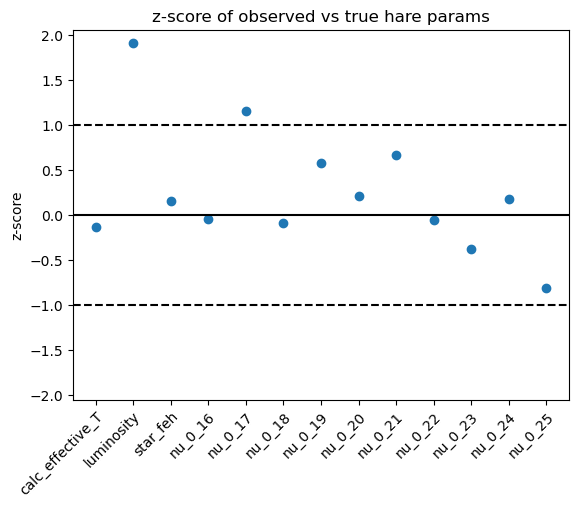 z-score of observed vs true hare params
z-score
2.0
1.5
1.0
0.5
0.0
−0.5
−1.0
−1.5
−2.0
calc_effective_T
luminosity
star_feh
nu_0_16
nu_0_17
nu_0_18
nu_0_19
nu_0_20
nu_0_21
nu_0_22
nu_0_23
nu_0_24
nu_0_25